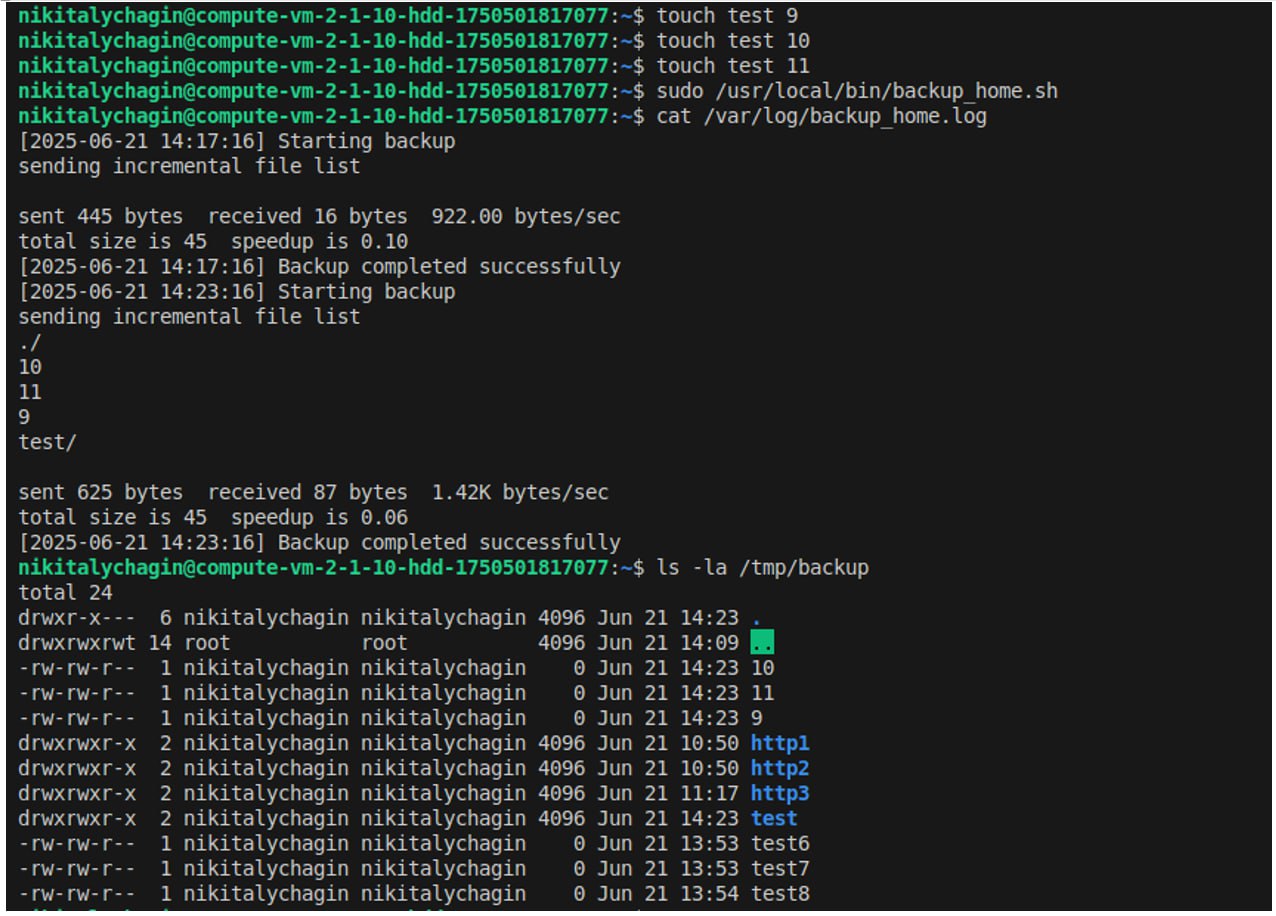 nikitalychagin@compute-vm-2-1-10-hdd-1750501817077:~$ touch test 9
nikitalychagin@compute-vm-2-1-10-hdd-1750501817077:~$ touch test 10
nikitalychagin@compute-vm-2-1-10-hdd-1750501817077:~$ touch test 11
nikitalychagin@compute-vm-2-1-10-hdd-1750501817077:~$ sudo /usr/local/bin/backup_home.sh
nikitalychagin@compute-vm-2-1-10-hdd-1750501817077:~$ cat /var/log/backup_home.log
[2025-06-21 14:17:16] Starting backup
sending incremental file list

sent 445 bytes  received 16 bytes  922.00 bytes/sec
total size is 45  speedup is 0.10
[2025-06-21 14:17:16] Backup completed successfully
[2025-06-21 14:23:16] Starting backup
sending incremental file list
./
10
11
9
test/

sent 625 bytes  received 87 bytes  1.42K bytes/sec
total size is 45  speedup is 0.06
[2025-06-21 14:23:16] Backup completed successfully
nikitalychagin@compute-vm-2-1-10-hdd-1750501817077:~$ ls -la /tmp/backup
total 24
drwxr-x---  6 nikitalychagin nikitalychagin 4096 Jun 21 14:23 .
drwxrwxrwt 14 root           root           4096 Jun 21 14:09 ..
-rw-rw-r--  1 nikitalychagin nikitalychagin    0 Jun 21 14:23 10
-rw-rw-r--  1 nikitalychagin nikitalychagin    0 Jun 21 14:23 11
-rw-rw-r--  1 nikitalychagin nikitalychagin    0 Jun 21 14:23 9
drwxrwxr-x  2 nikitalychagin nikitalychagin 4096 Jun 21 10:50 http1
drwxrwxr-x  2 nikitalychagin nikitalychagin 4096 Jun 21 10:50 http2
drwxrwxr-x  2 nikitalychagin nikitalychagin 4096 Jun 21 11:17 http3
drwxrwxr-x  2 nikitalychagin nikitalychagin 4096 Jun 21 14:23 test
-rw-rw-r--  1 nikitalychagin nikitalychagin    0 Jun 21 13:53 test6
-rw-rw-r--  1 nikitalychagin nikitalychagin    0 Jun 21 13:53 test7
-rw-rw-r--  1 nikitalychagin nikitalychagin    0 Jun 21 13:54 test8